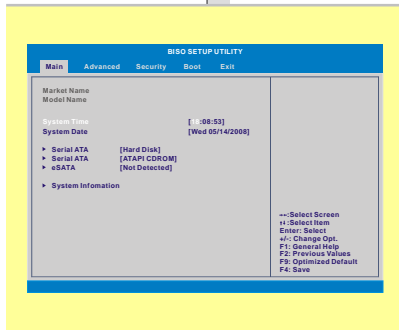 BISO SETUP UTILITY
Main Advanced Security Boot Exit
Market Name
Model Name
System Time [ :08:53]
System Date [Wed 05/14/2008]
▸ Serial ATA [Hard Disk]
▸ Serial ATA [ATAPI CDROM]
▸ eSATA [Not Detected]
▸ System Infomation
↔:Select Screen
↑↓:Select Item
Enter: Select
+/-: Change Opt.
F1: General Help
F2: Previous Values
F9: Optimized Default
F4: Save